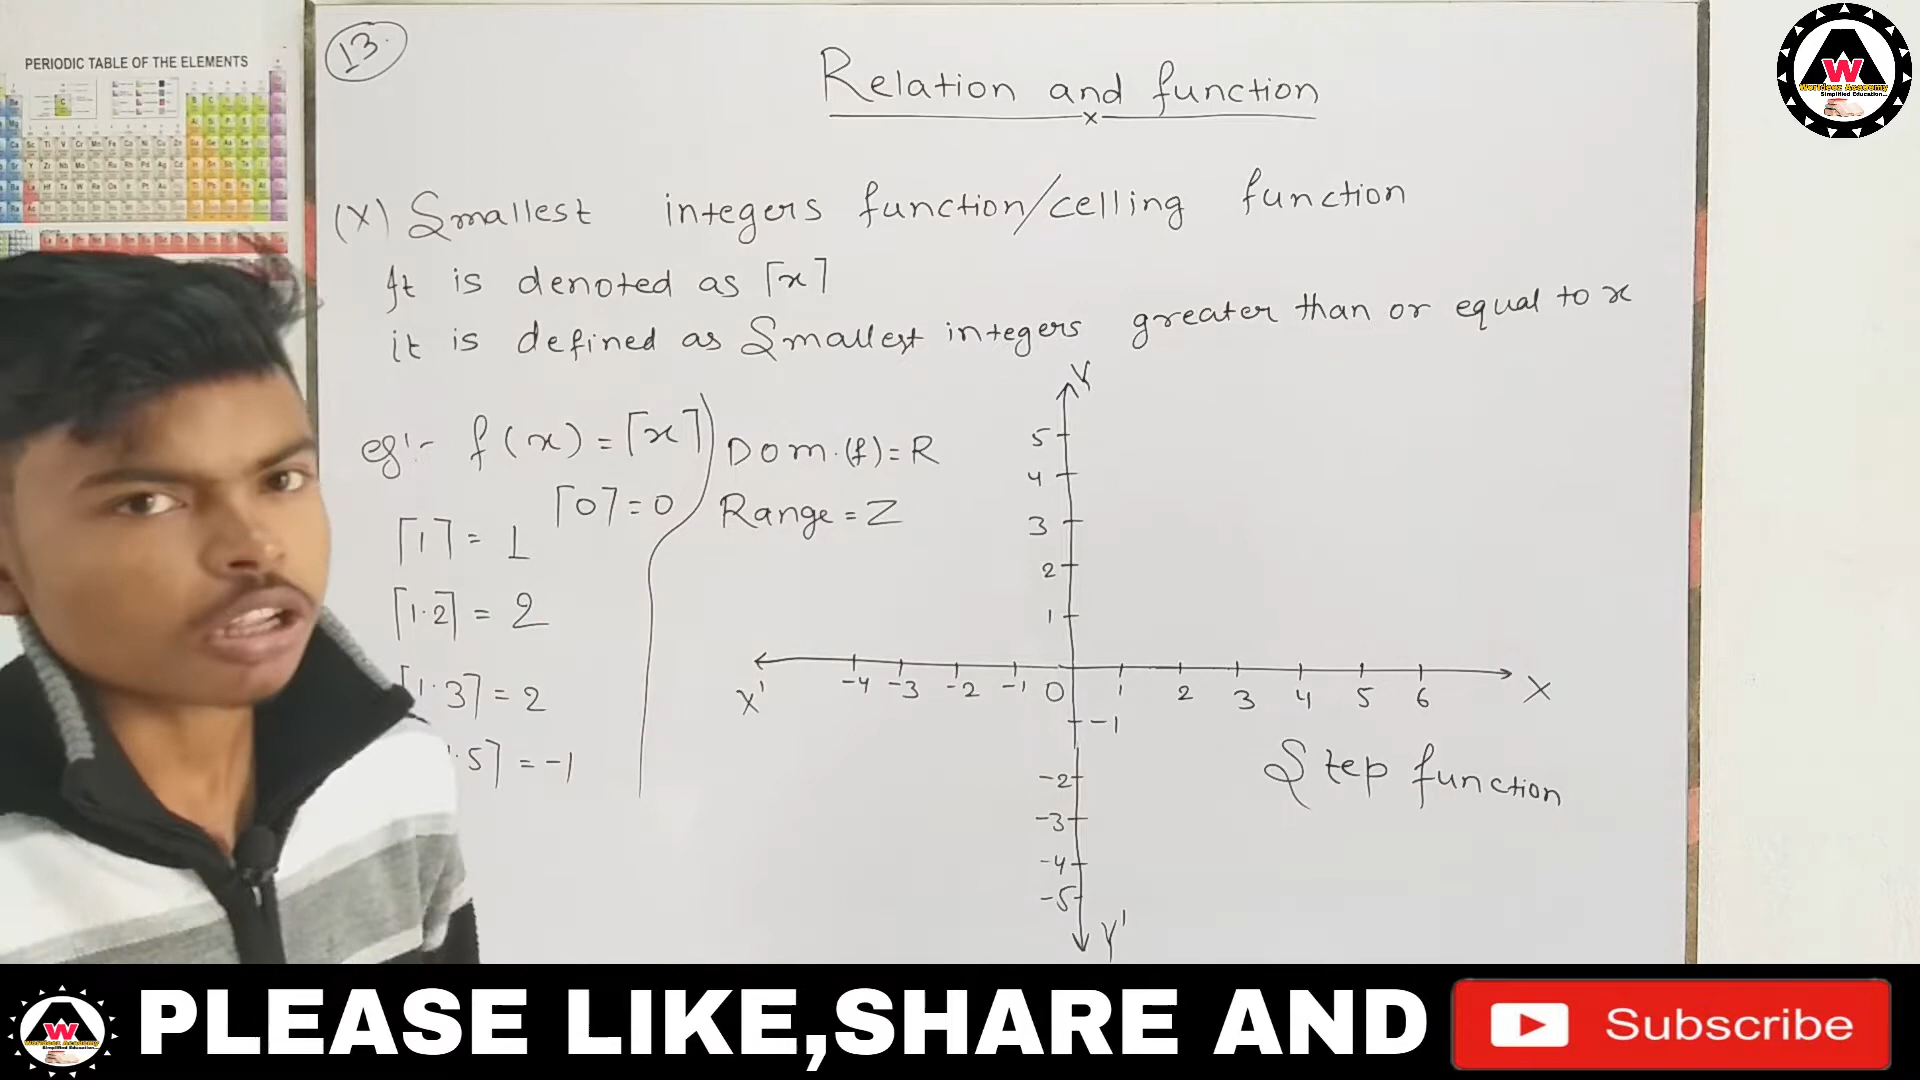 13.
PERIODIC TABLE OF THE ELEMENTS
Relation and function
(X) Smallest integers function/celling function
It is denoted as ⌈x⌉
it is defined as Smallest integers greater than or equal to x
eg:- f(x) = ⌈x⌉
Dom.(f) = R
⌈0⌉ = 0
Range = Z
⌈1⌉ = 1
⌈1.2⌉ = 2
⌈1.3⌉ = 2
.5⌉ = -1
Y
5
4
3
2
1
X' -4 -3 -2 -1 0 1 2 3 4 5 6 X
-1
-2
-3
-4
-5
Y'
Step function
W
Simplified Education...
PLEASE LIKE,SHARE AND
Subscribe